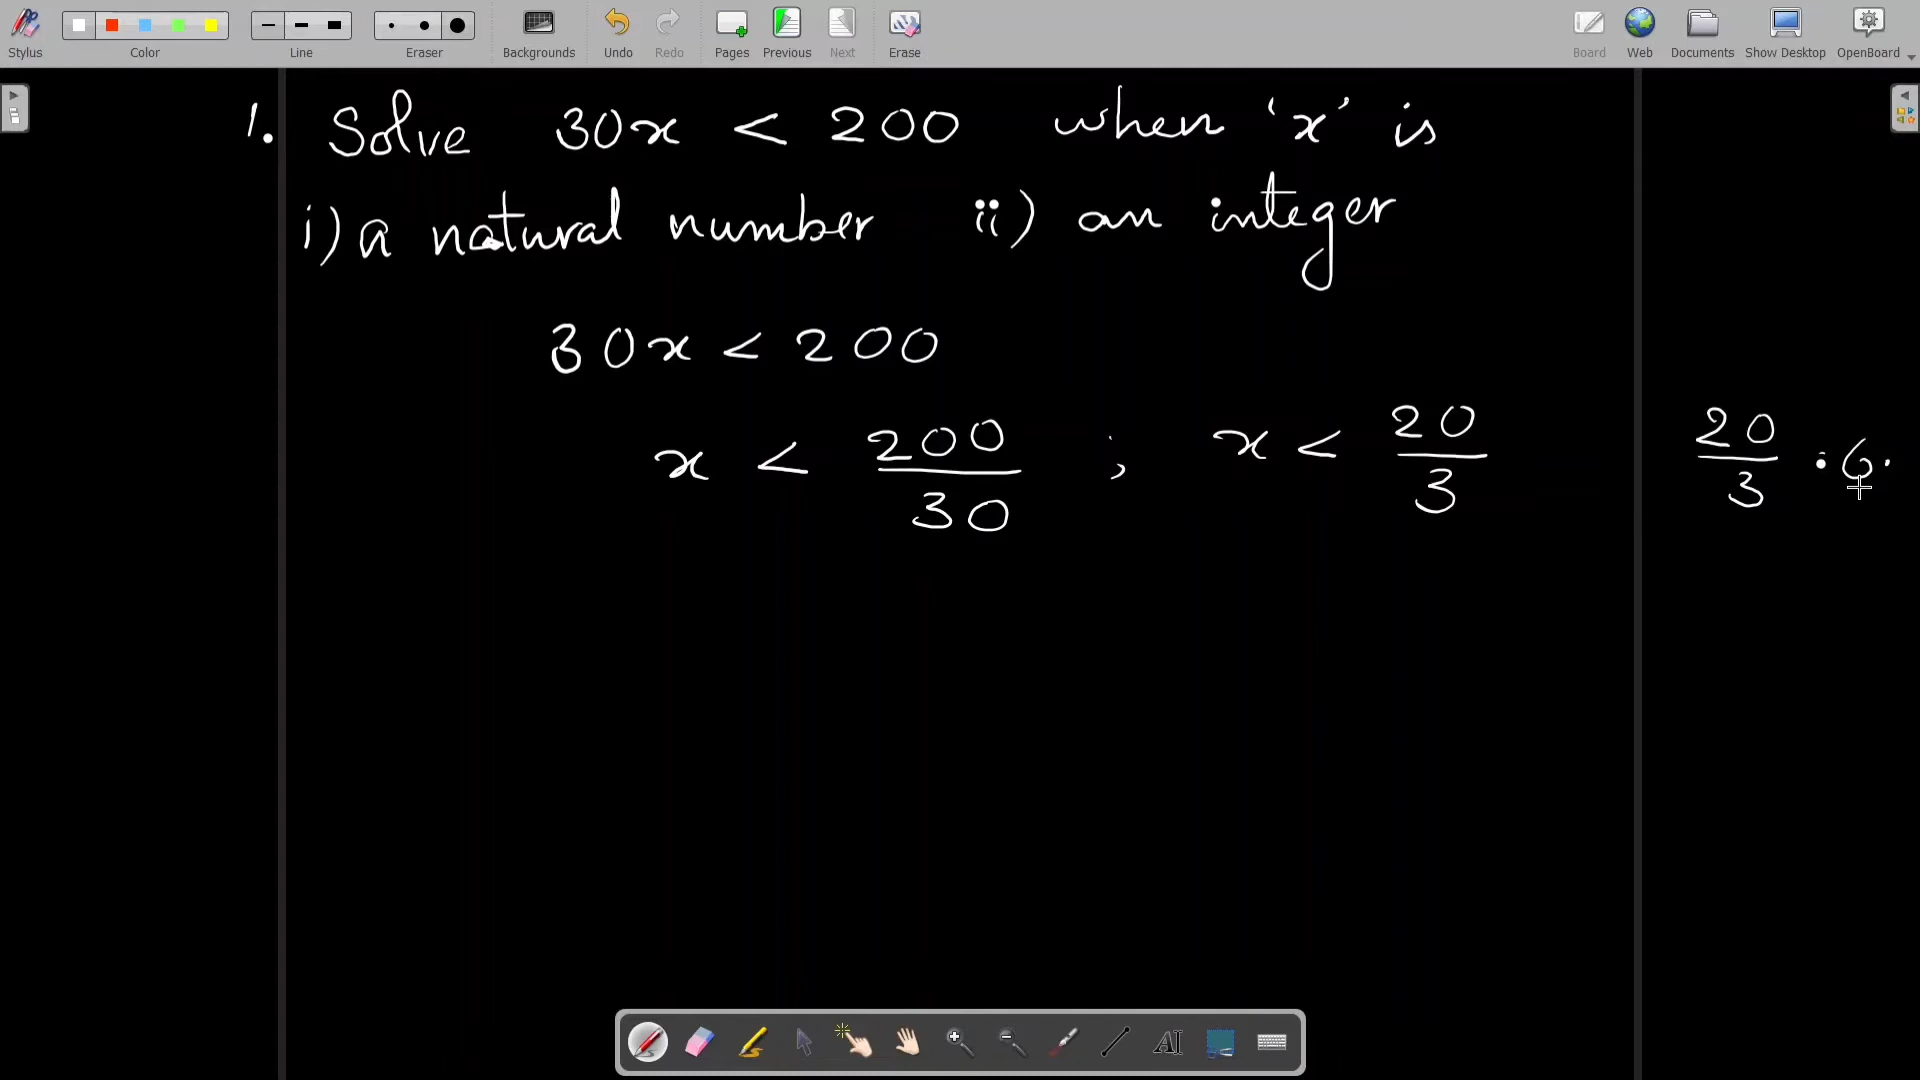 Stylus Color Line Eraser Backgrounds Undo Redo Pages Previous Next Erase Board Web Documents Show Desktop OpenBoard
1. Solve 30x < 200 when 'x' is
i) a natural number ii) an integer
30x < 200
x < 200/30 ; x < 20/3 20/3 : 6.